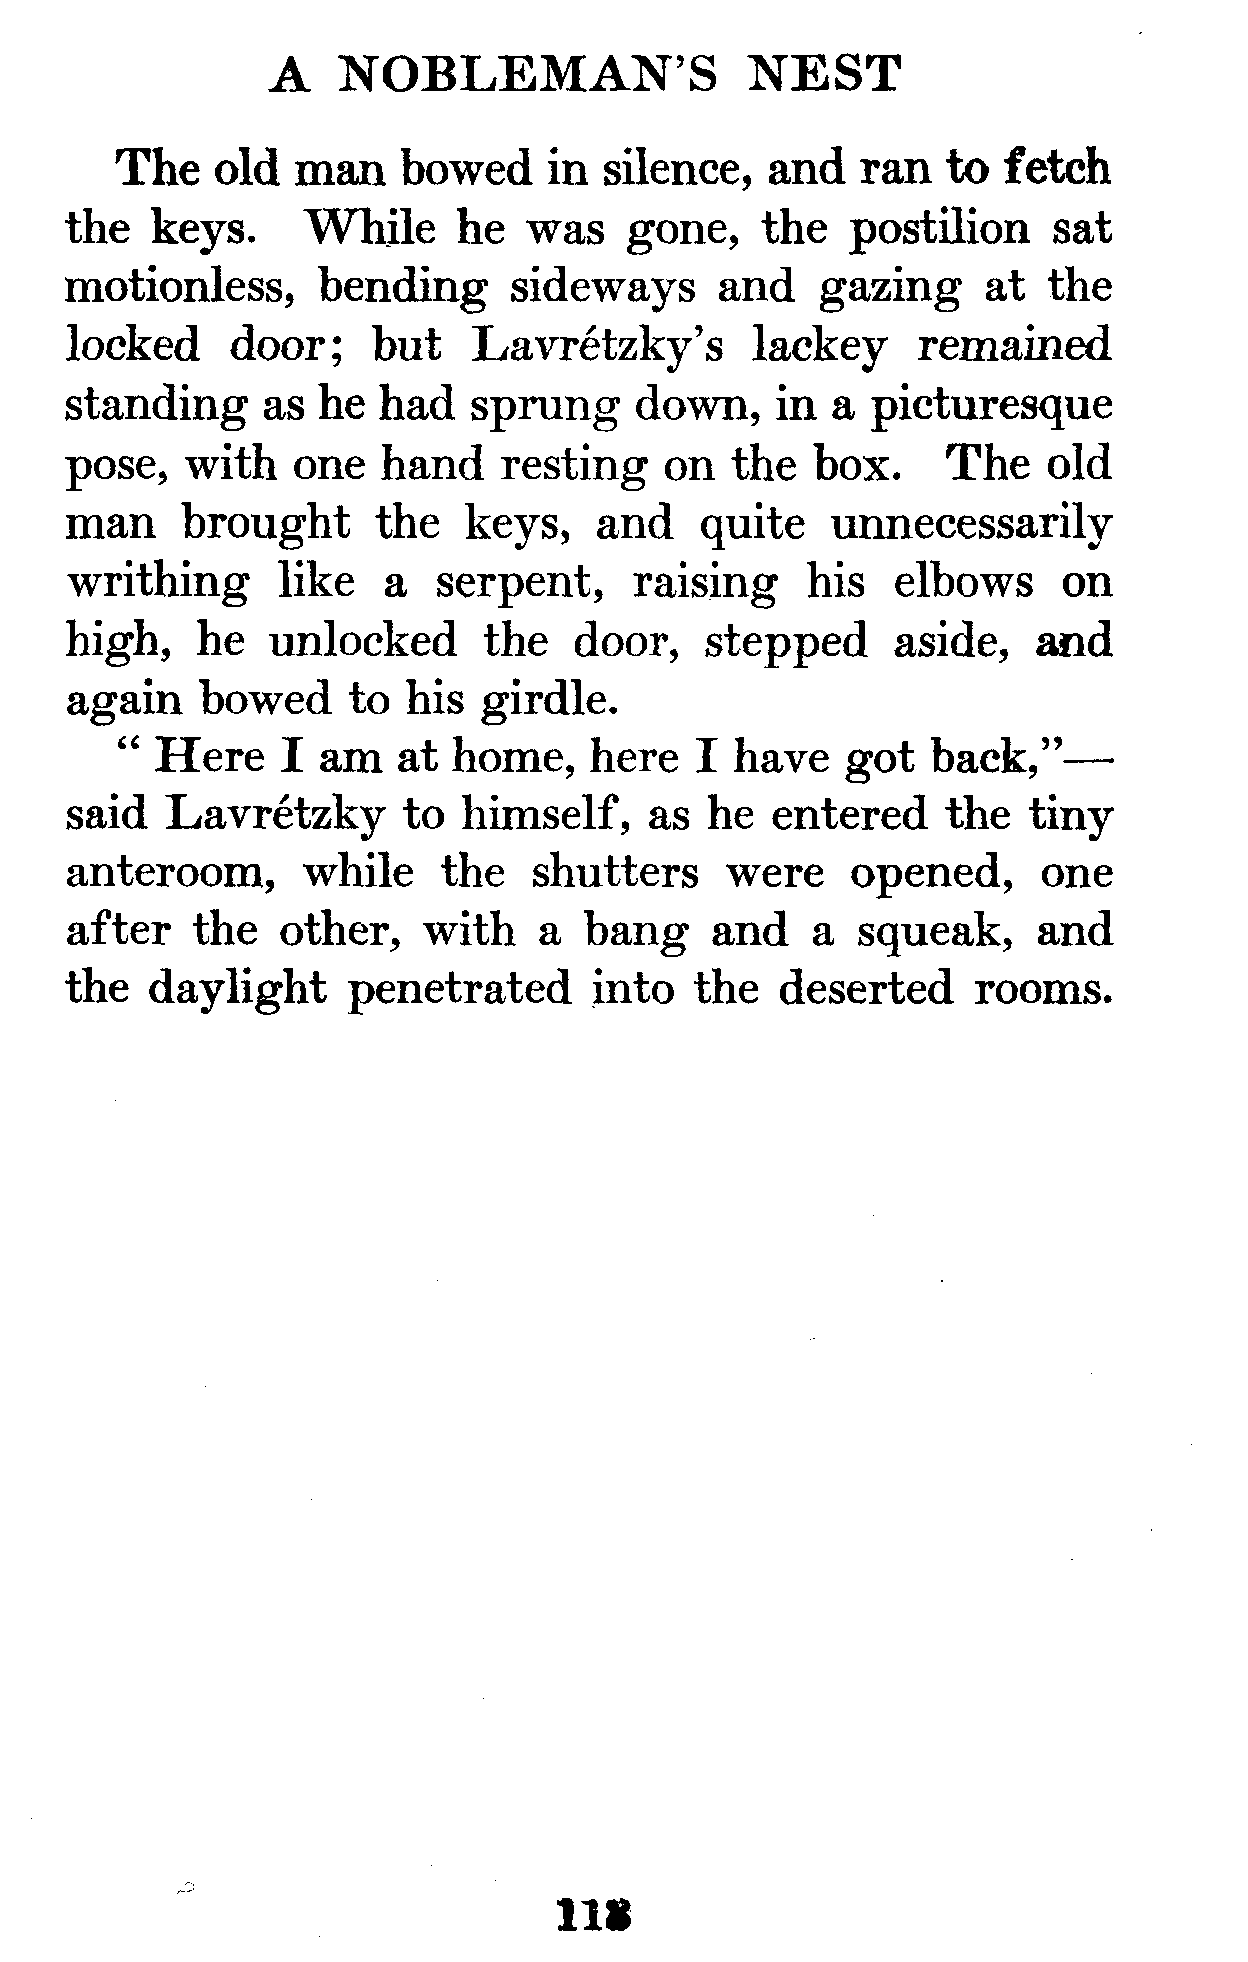 A NOBLEMAN'S NEST
The old man bowed in silence, and ran to fetch
the keys. While he was gone, the postilion sat
motionless, bending sideways and gazing at the
locked door; but Lavrétzky's lackey remained
standing as he had sprung down, in a picturesque
pose, with one hand resting on the box. The old
man brought the keys, and quite unnecessarily
writhing like a serpent, raising his elbows on
high, he unlocked the door, stepped aside, and
again bowed to his girdle.
“ Here I am at home, here I have got back,”—
said Lavrétzky to himself, as he entered the tiny
anteroom, while the shutters were opened, one
after the other, with a bang and a squeak, and
the daylight penetrated into the deserted rooms.